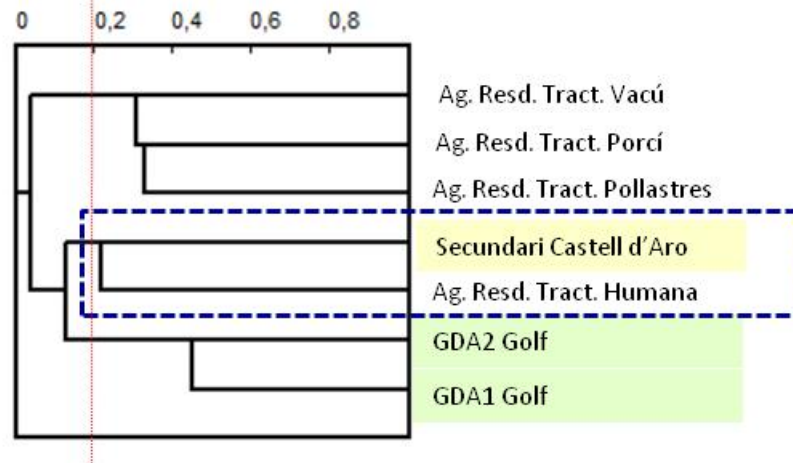 0 0,2 0,4 0,6 0,8
Ag. Resd. Tract. Vacú
Ag. Resd. Tract. Porcí
Ag. Resd. Tract. Pollastres
Secundari Castell d´Aro
Ag. Resd. Tract. Humana
GDA2 Golf
GDA1 Golf